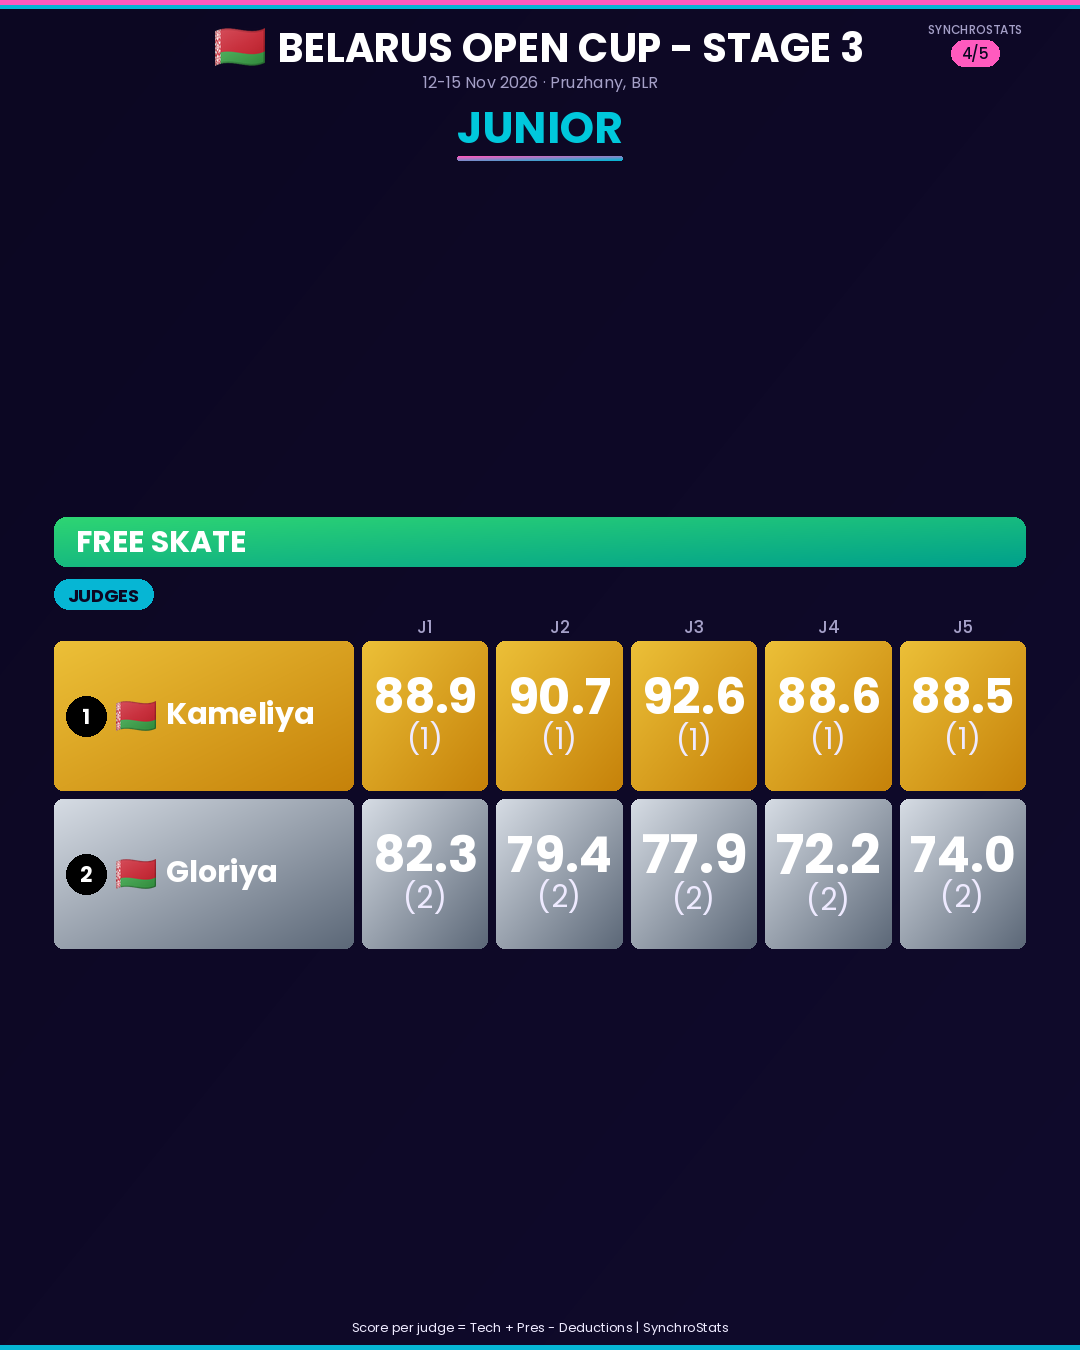 BELARUS OPEN CUP - STAGE 3
SYNCHROSTATS
4/5
12-15 Nov 2026 · Pruzhany, BLR
JUNIOR
FREE SKATE
JUDGES
J1 J2 J3 J4 J5
1 Kameliya 88.9 90.7 92.6 88.6 88.5
(1) (1) (1) (1) (1)
2 Gloriya 82.3 79.4 77.9 72.2 74.0
(2) (2) (2) (2) (2)
Score per judge = Tech + Pres - Deductions | SynchroStats